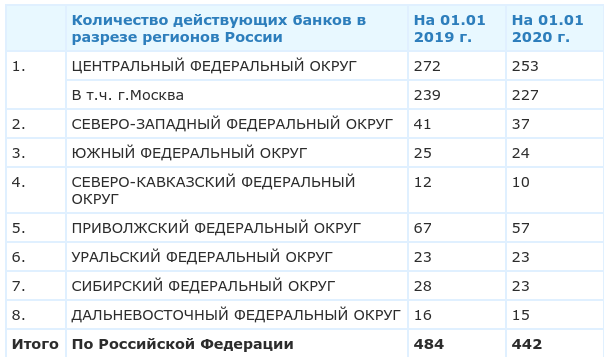 Количество действующих банков в разрезе регионов России На 01.01 2019 г. На 01.01 2020 г.
1. ЦЕНТРАЛЬНЫЙ ФЕДЕРАЛЬНЫЙ ОКРУГ 272 253
В т.ч. г.Москва 239 227
2. СЕВЕРО-ЗАПАДНЫЙ ФЕДЕРАЛЬНЫЙ ОКРУГ 41 37
3. ЮЖНЫЙ ФЕДЕРАЛЬНЫЙ ОКРУГ 25 24
4. СЕВЕРО-КАВКАЗСКИЙ ФЕДЕРАЛЬНЫЙ ОКРУГ 12 10
5. ПРИВОЛЖСКИЙ ФЕДЕРАЛЬНЫЙ ОКРУГ 67 57
6. УРАЛЬСКИЙ ФЕДЕРАЛЬНЫЙ ОКРУГ 23 23
7. СИБИРСКИЙ ФЕДЕРАЛЬНЫЙ ОКРУГ 28 23
8. ДАЛЬНЕВОСТОЧНЫЙ ФЕДЕРАЛЬНЫЙ ОКРУГ 16 15
Итого По Российской Федерации 484 442